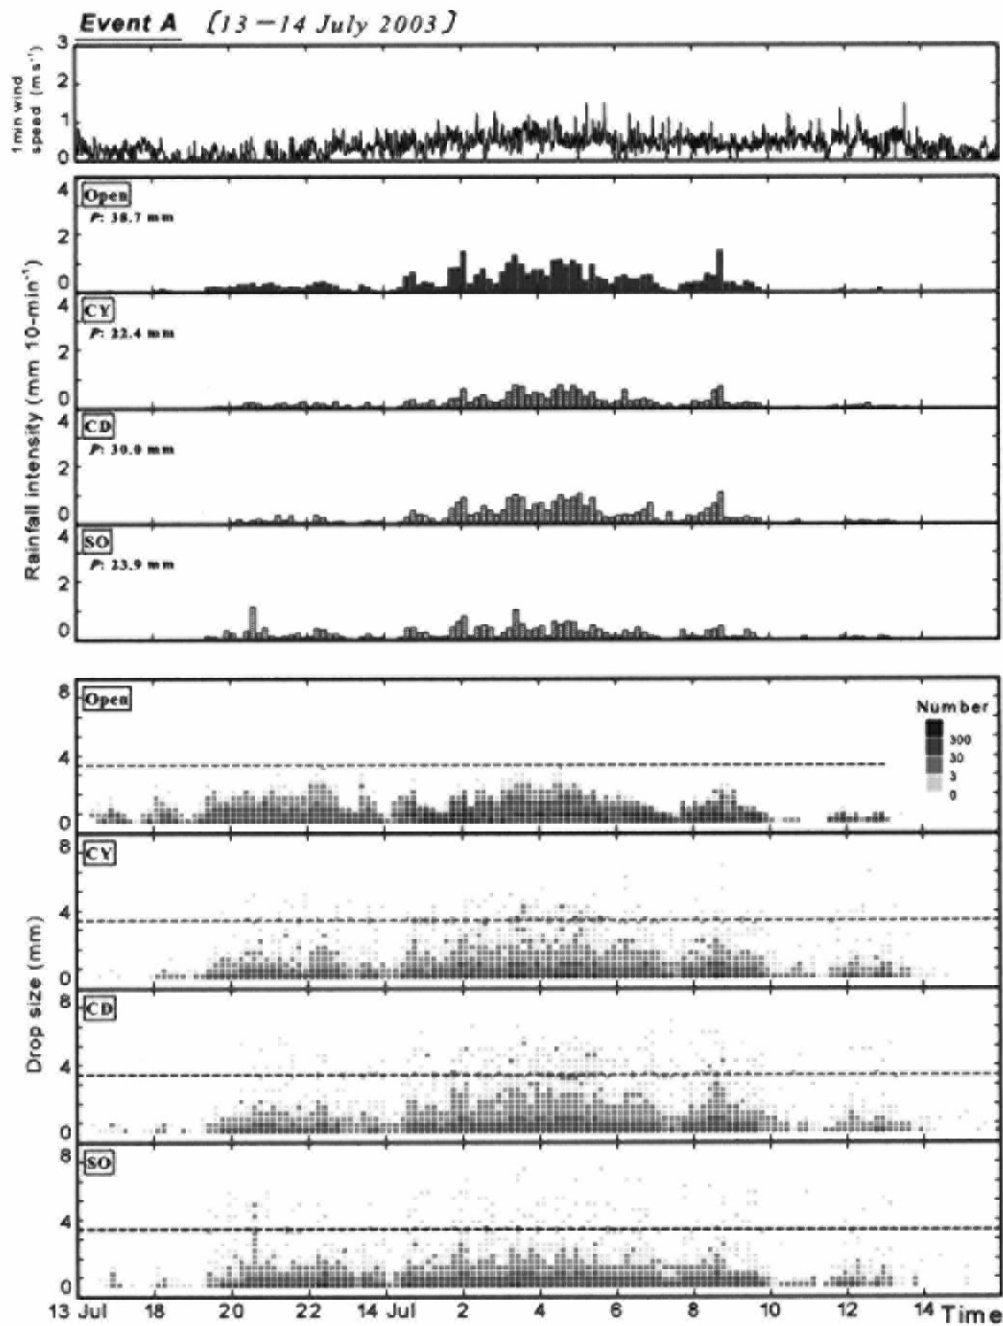 Event A [13 – 14 July 2003]
1min wind speed (m s⁻¹)
3
2
1
0
Rainfall intensity (mm 10-min⁻¹)
4
Open
P: 38.7 mm
2
0
4
CY
P: 22.4 mm
2
0
4
CD
P: 30.0 mm
2
0
4
SO
P: 23.9 mm
2
0
Drop size (mm)
8
Open
Number
300
30
3
0
4
0
8
CY
4
0
8
CD
4
0
8
SO
4
0
13 Jul 18 20 22 14 Jul 2 4 6 8 10 12 14 Time